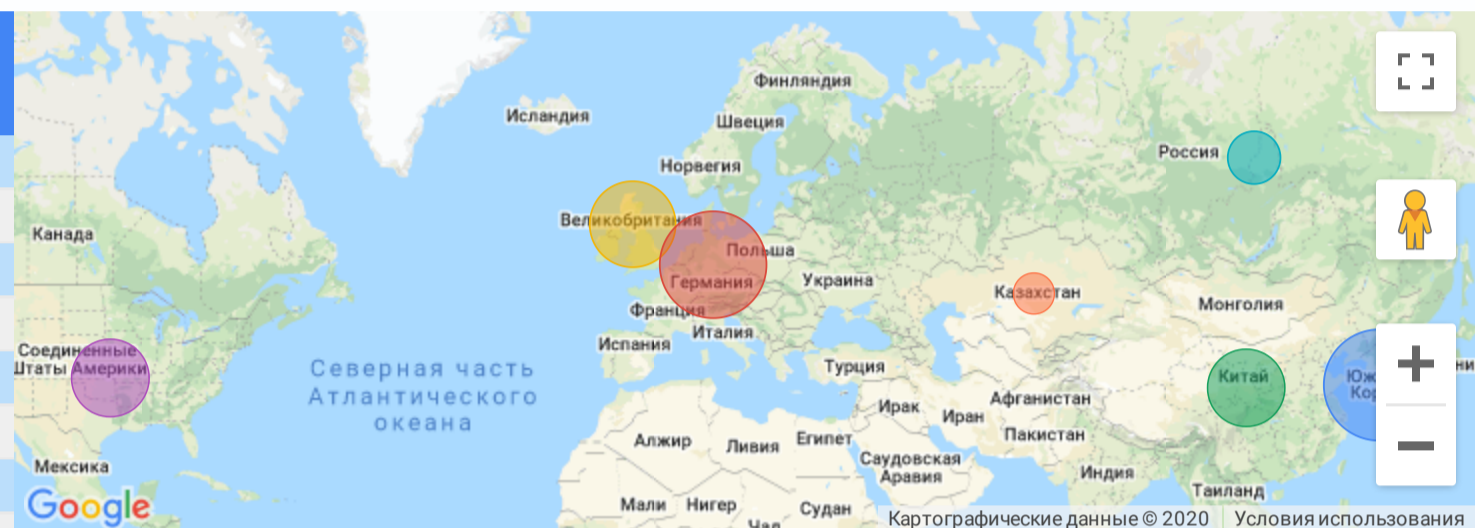 Финляндия
Исландия
Швеция
Норвегия
Россия
Великобритания
Канада
Польша
Германия
Украина
Казахстан
Монголия
Франция
Италия
Испания
Соединенные
Штаты Америки
Турция
Китай
Северная часть
Атлантического
океана
Афганистан
Ирак
Иран
Пакистан
Алжир
Ливия
Египет
Саудовская
Аравия
Индия
Мексика
Таиланд
Мали
Нигер
Судан
Google
Картографические данные © 2020
Условия использования